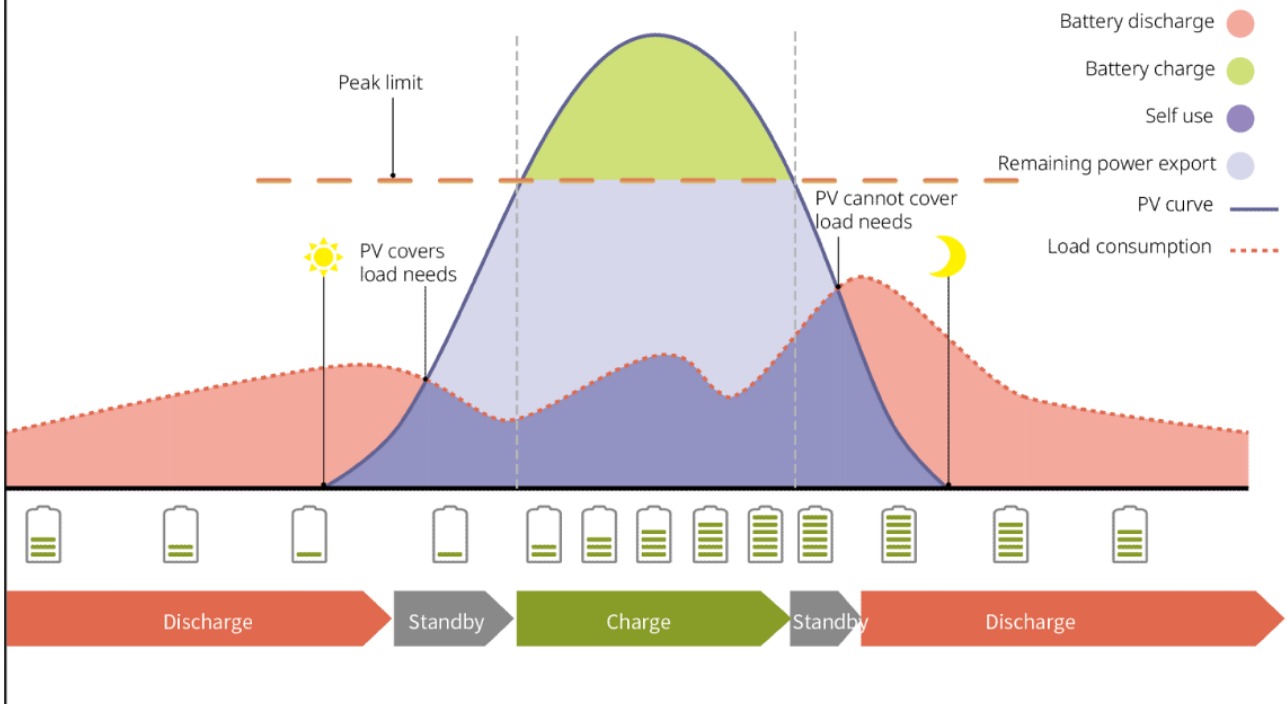 Battery discharge
Battery charge
Self use
Remaining power export
PV curve
Load consumption
Peak limit
PV covers
load needs
PV cannot cover
load needs
Discharge
Standby
Charge
Standby
Discharge